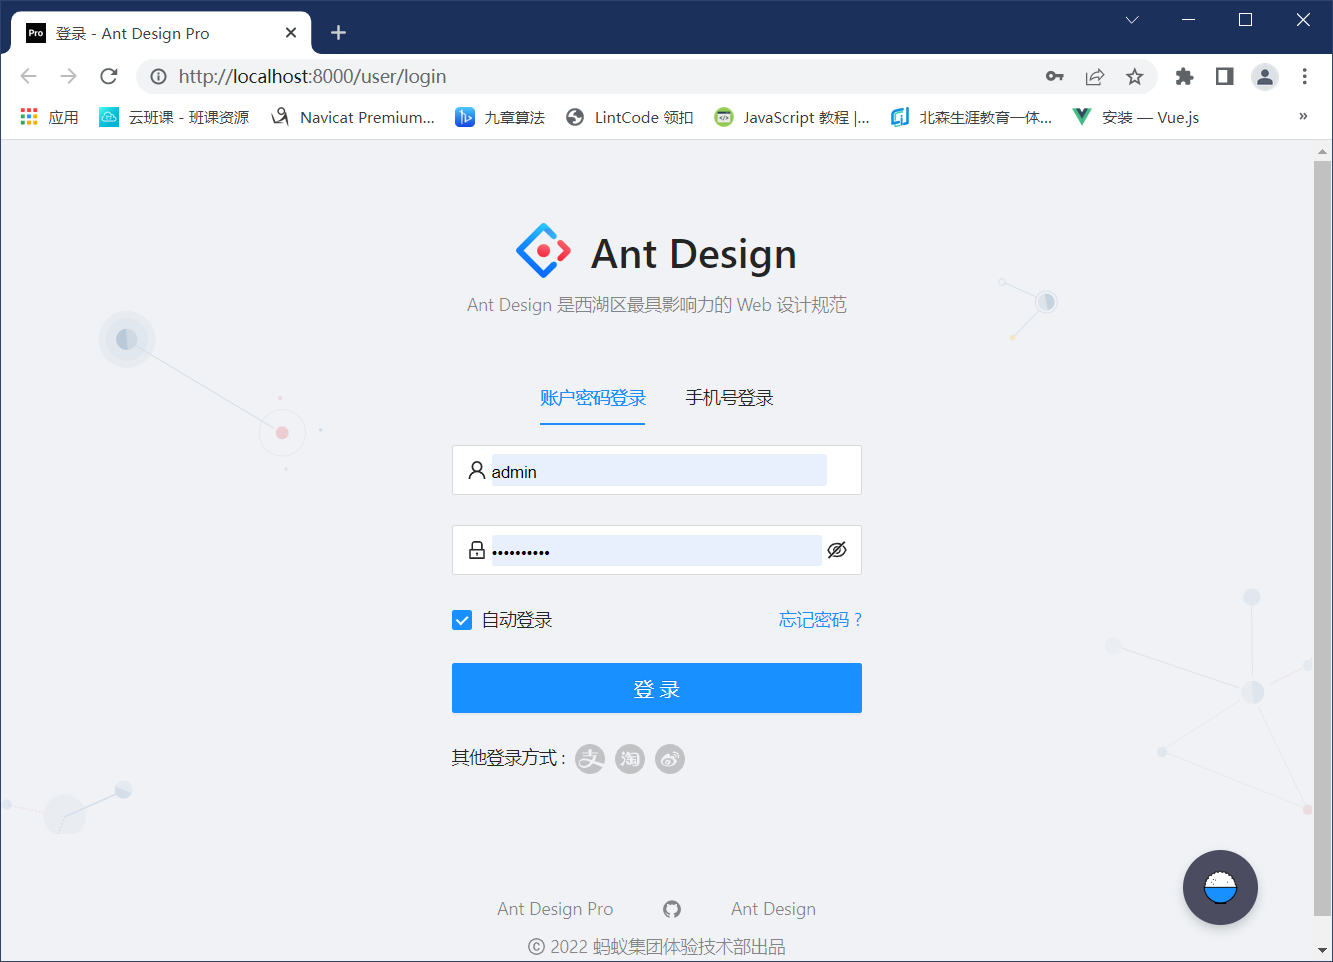 Pro 登录 - Ant Design Pro
http://localhost:8000/user/login
应用 云班课 - 班课资源 Navicat Premium... 九章算法 LintCode 领扣 JavaScript 教程 |... 北森生涯教育一体... 安装 — Vue.js »
Ant Design
Ant Design 是西湖区最具影响力的 Web 设计规范
账户密码登录 手机号登录
admin
••••••••••
自动登录 忘记密码 ?
登 录
其他登录方式 : 支 淘
Ant Design Pro Ant Design
© 2022 蚂蚁集团体验技术部出品